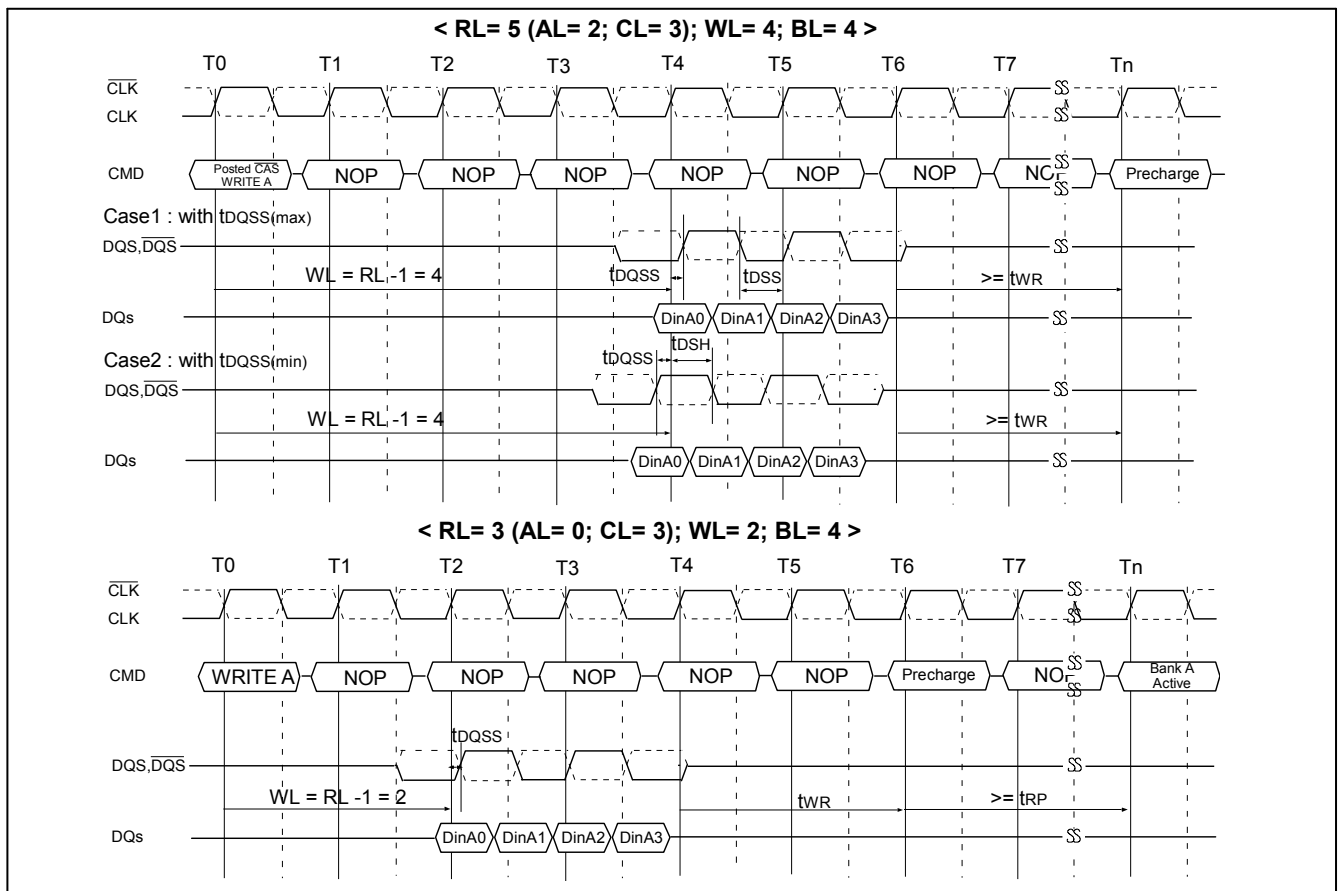 < RL= 5 (AL= 2; CL= 3); WL= 4; BL= 4 >
T0 T1 T2 T3 T4 T5 T6 T7 Tn
CLK
CLK
CMD Posted CAS WRITE A NOP NOP NOP NOP NOP NOP NOP Precharge
Case1 : with tDQSS(max)
DQS,DQS
WL = RL -1 = 4 tDQSS tDSS >= tWR
DQs DinA0 DinA1 DinA2 DinA3
Case2 : with tDQSS(min) tDQSS tDSH
DQS,DQS
WL = RL -1 = 4 >= tWR
DQs DinA0 DinA1 DinA2 DinA3
< RL= 3 (AL= 0; CL= 3); WL= 2; BL= 4 >
T0 T1 T2 T3 T4 T5 T6 T7 Tn
CLK
CLK
CMD WRITE A NOP NOP NOP NOP NOP Precharge NOP Bank A Active
tDQSS
DQS,DQS
WL = RL -1 = 2 tWR >= tRP
DQs DinA0 DinA1 DinA2 DinA3